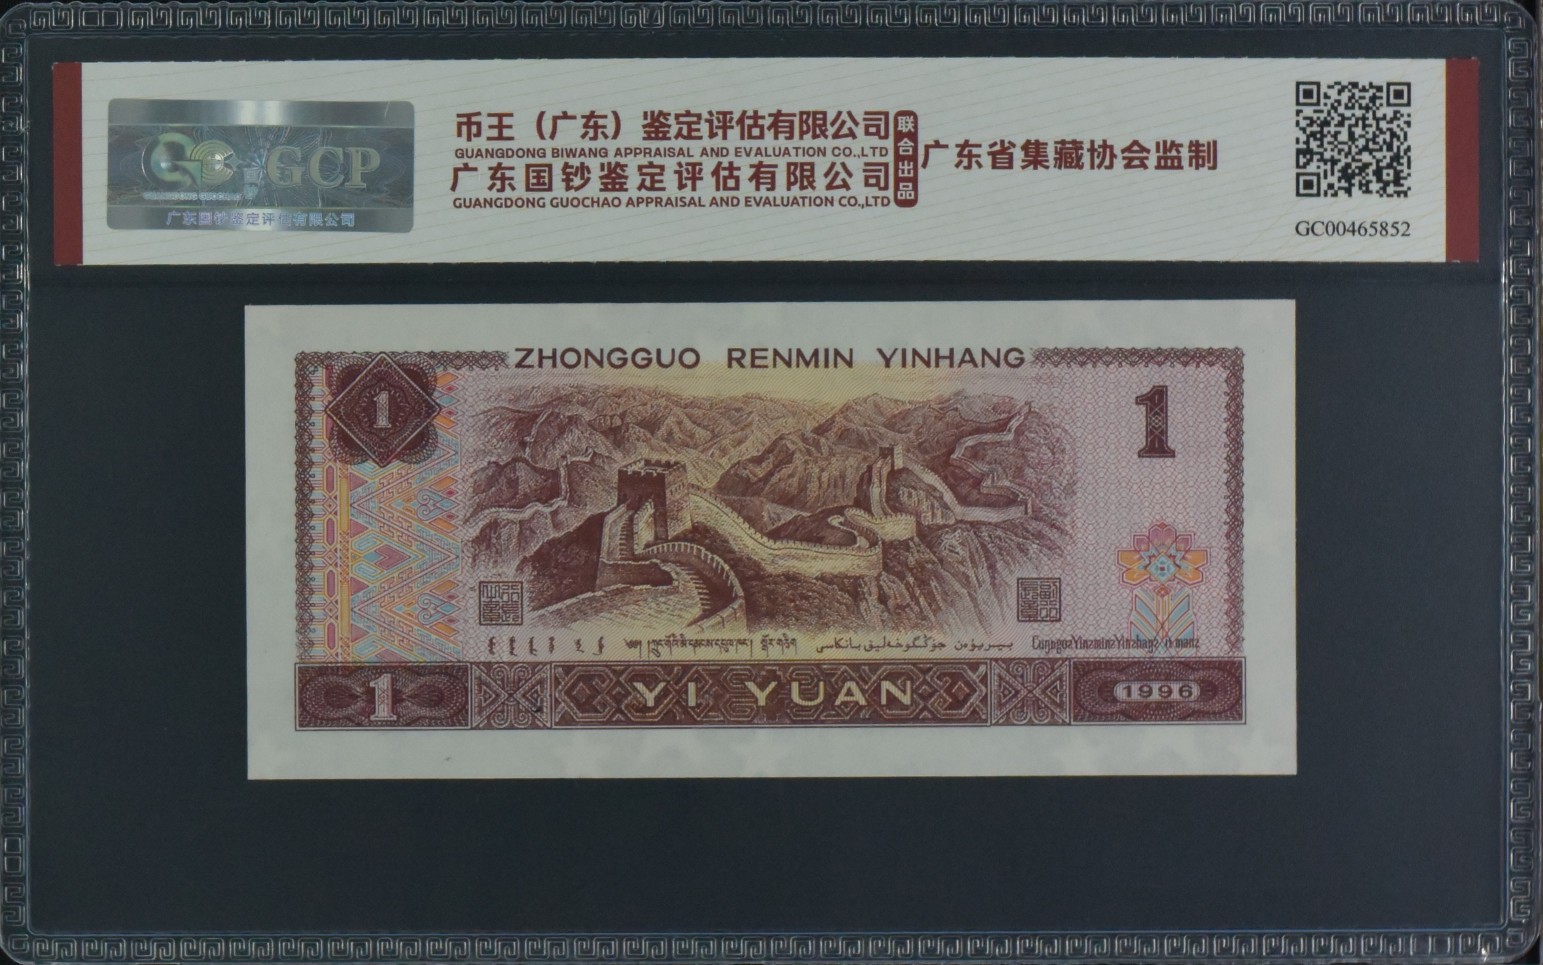 GCP
广东国钞鉴定评估有限公司
币王（广东）鉴定评估有限公司
GUANGDONG BIWANG APPRAISAL AND EVALUATION CO.,LTD
广东国钞鉴定评估有限公司
GUANGDONG GUOCHAO APPRAISAL AND EVALUATION CO.,LTD
联合出品
广东省集藏协会监制
GC00465852
ZHONGGUO RENMIN YINHANG
1
1
1
YI YUAN
1996